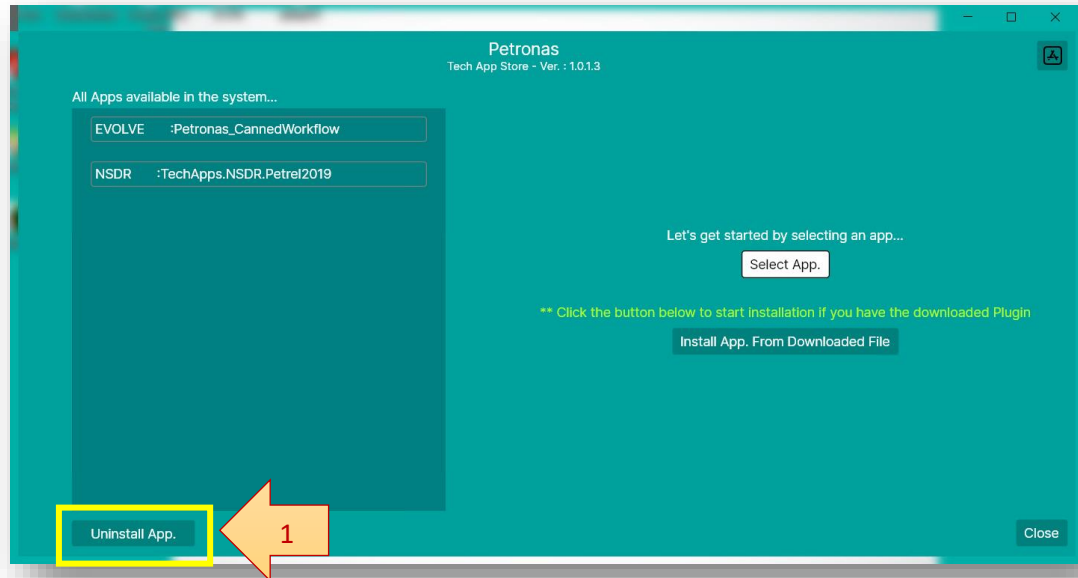 Petronas
Tech App Store - Ver. : 1.0.1.3
All Apps available in the system...
EVOLVE :Petronas_CannedWorkflow
NSDR :TechApps.NSDR.Petrel2019
Let's get started by selecting an app...
Select App.
** Click the button below to start installation if you have the downloaded Plugin
Install App. From Downloaded File
Uninstall App.
1
Close